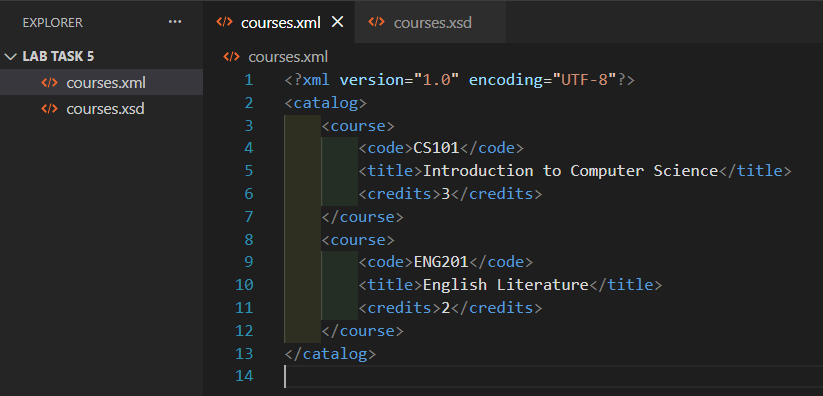 EXPLORER
LAB TASK 5
courses.xml
courses.xsd
courses.xml
courses.xsd
courses.xml
1 <?xml version="1.0" encoding="UTF-8"?>
2 <catalog>
3     <course>
4         <code>CS101</code>
5         <title>Introduction to Computer Science</title>
6         <credits>3</credits>
7     </course>
8     <course>
9         <code>ENG201</code>
10         <title>English Literature</title>
11         <credits>2</credits>
12     </course>
13 </catalog>
14